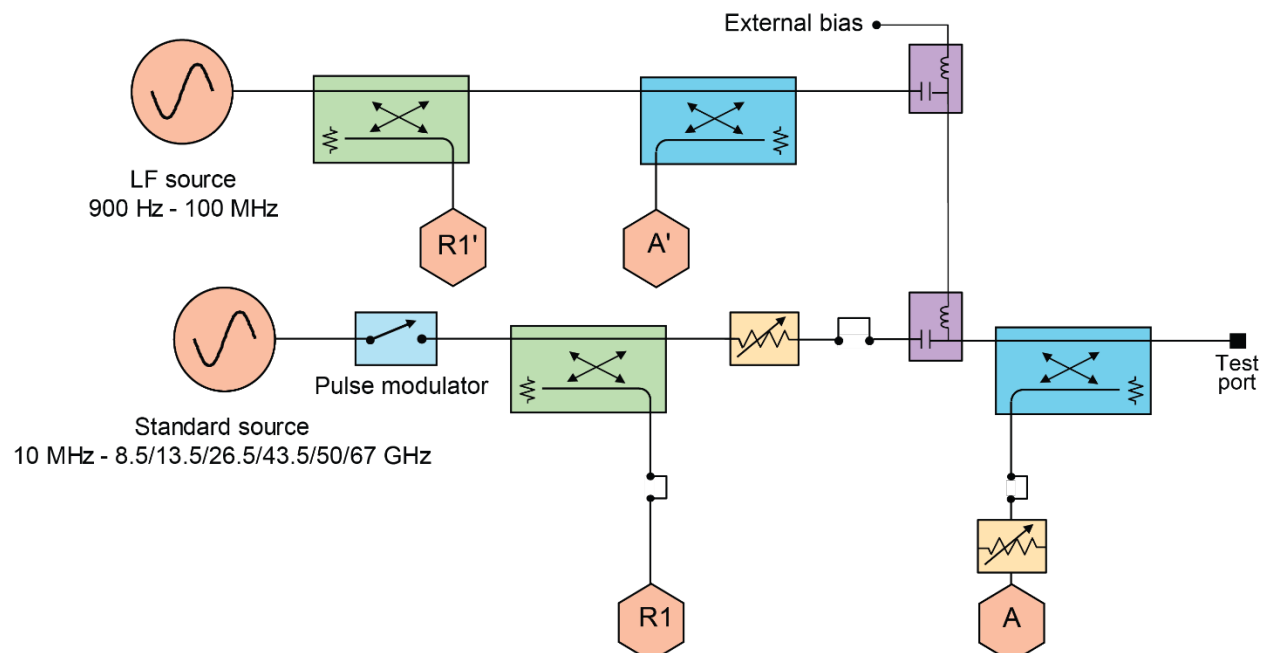 External bias
LF source
900 Hz - 100 MHz
R1'
A'
Pulse modulator
Test
port
Standard source
10 MHz - 8.5/13.5/26.5/43.5/50/67 GHz
R1
A